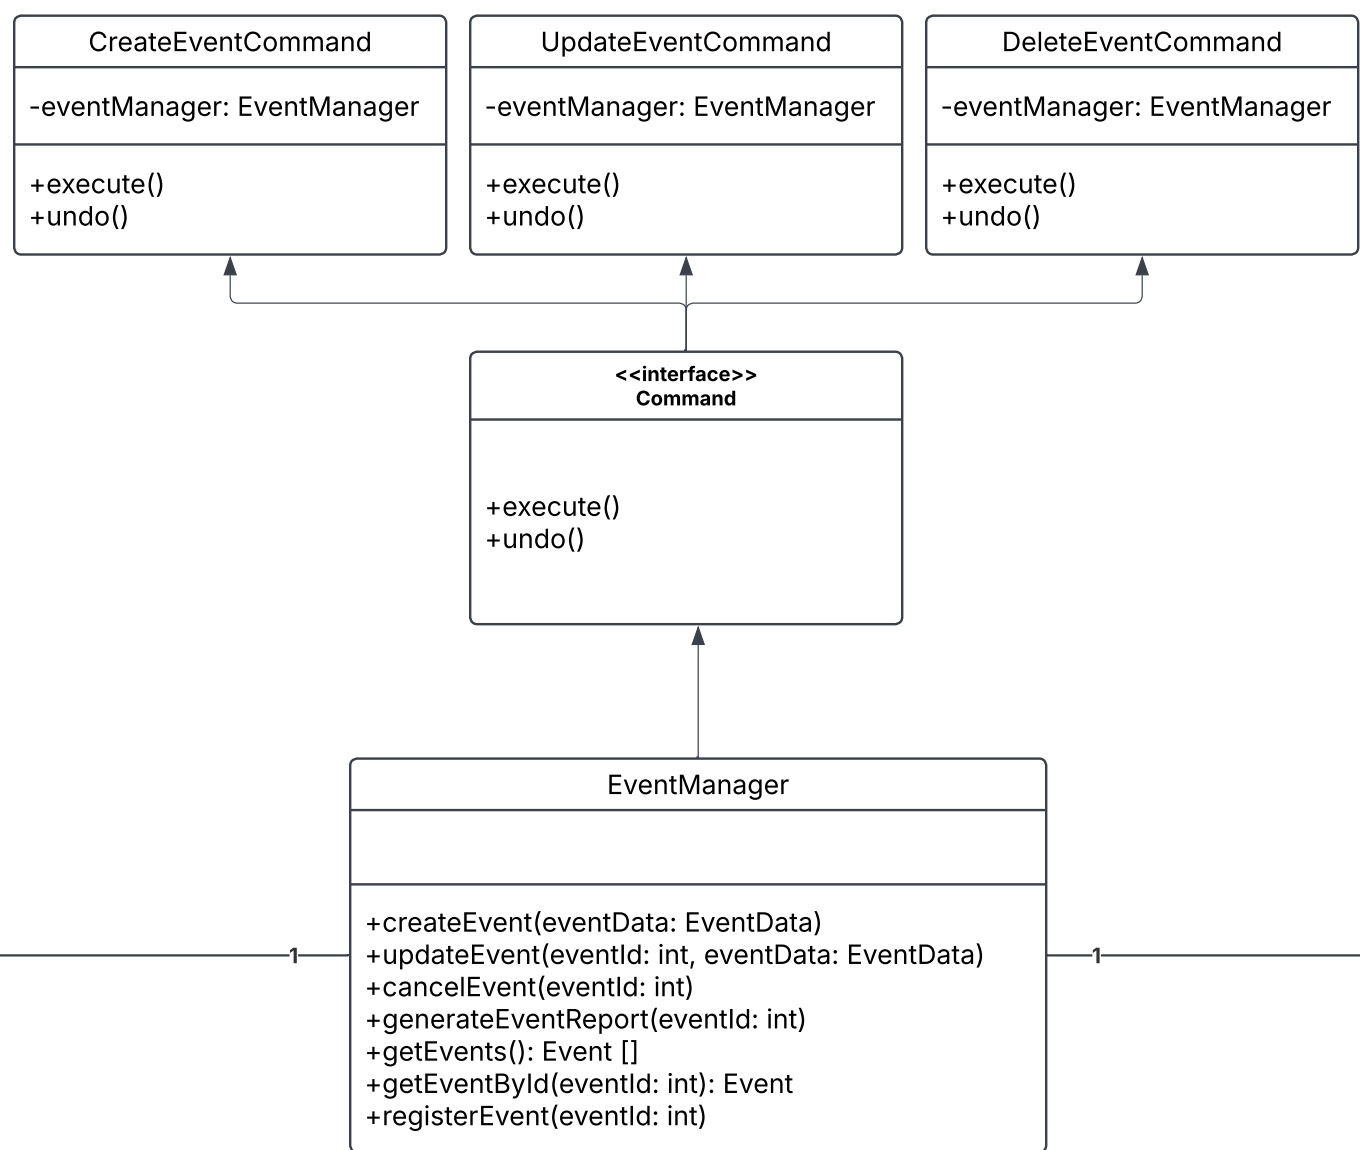 CreateEventCommand
-eventManager: EventManager
+execute()
+undo()
UpdateEventCommand
-eventManager: EventManager
+execute()
+undo()
DeleteEventCommand
-eventManager: EventManager
+execute()
+undo()
<<interface>>
Command
+execute()
+undo()
EventManager
+createEvent(eventData: EventData)
+updateEvent(eventId: int, eventData: EventData)
+cancelEvent(eventId: int)
+generateEventReport(eventId: int)
+getEvents(): Event []
+getEventById(eventId: int): Event
+registerEvent(eventId: int)
1
1